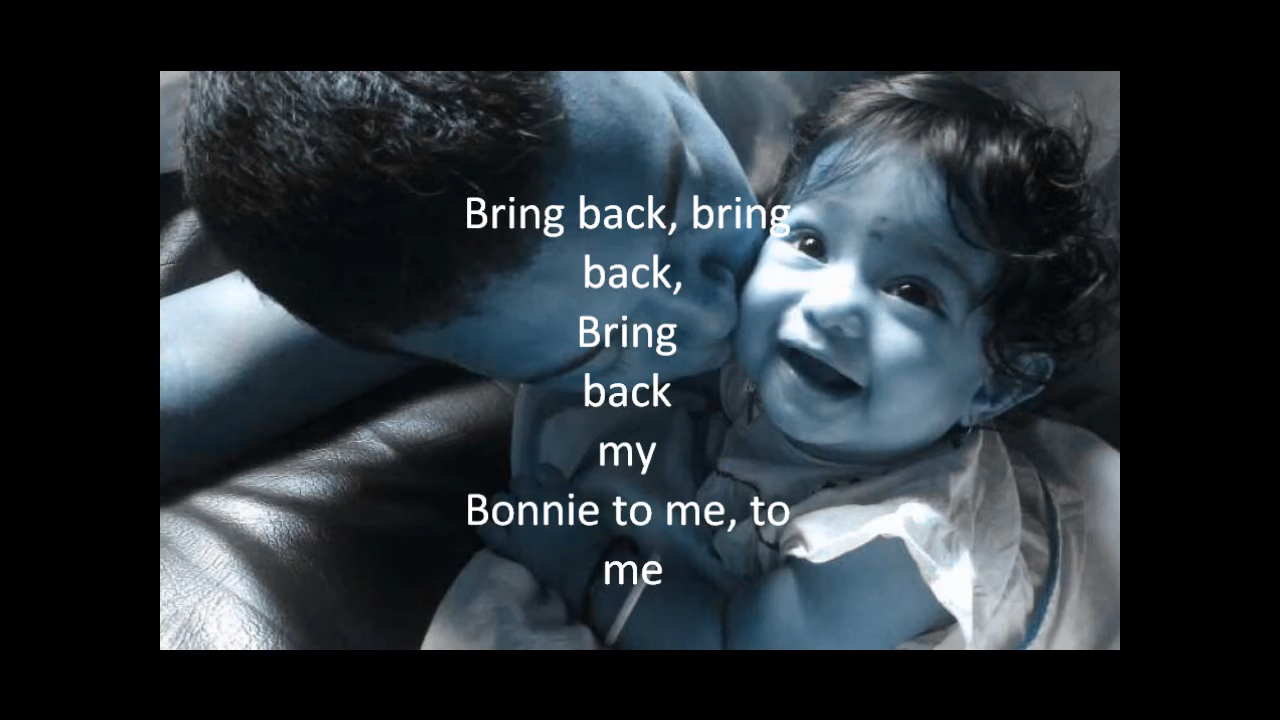 Bring back, bring
back,
Bring
back
my
Bonnie to me, to
me